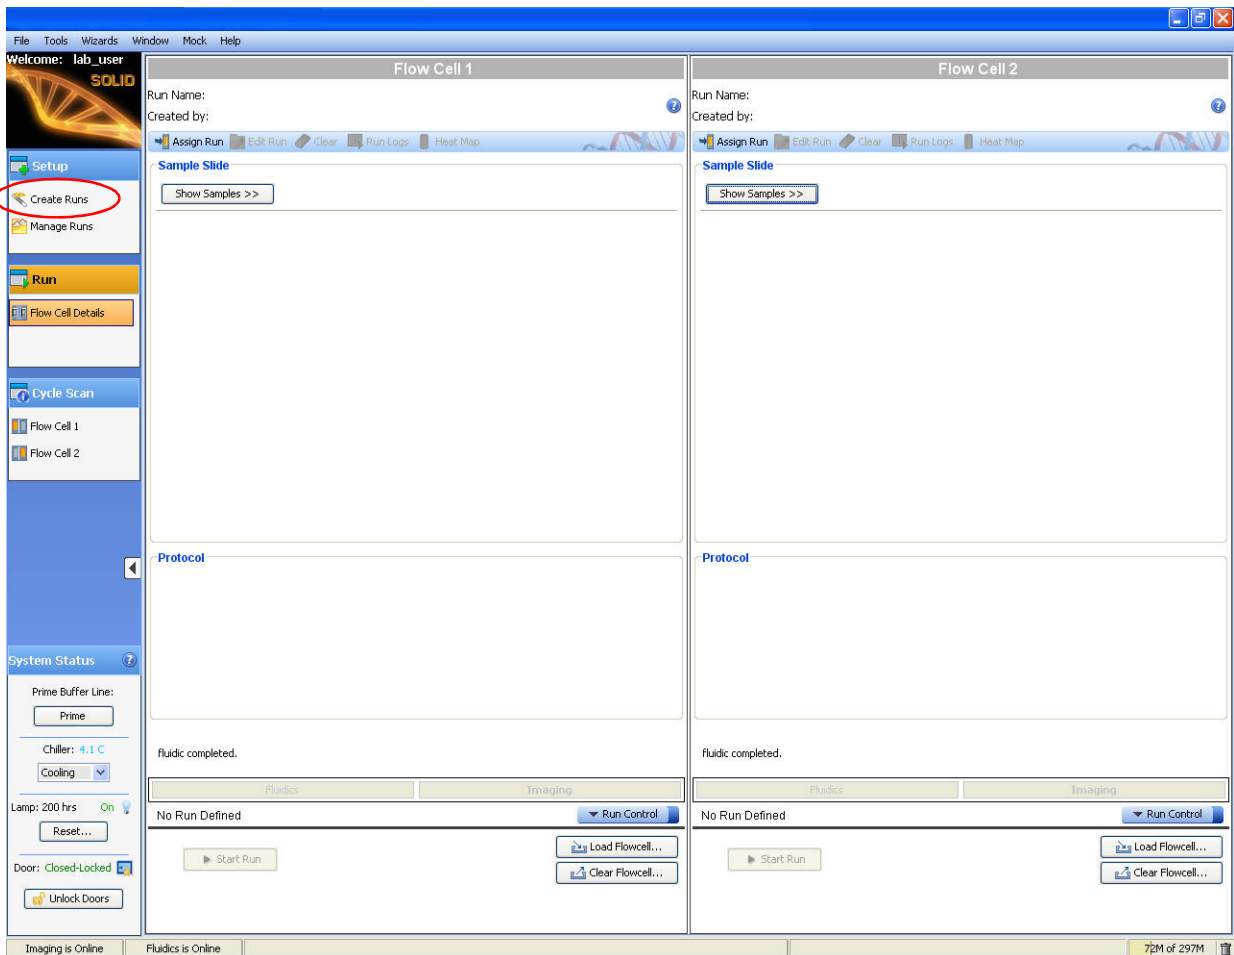 File Tools Wizards Window Mock Help
Welcome: lab_user
SOLiD
Setup
Create Runs
Manage Runs
Run
Flow Cell Details
Cycle Scan
Flow Cell 1
Flow Cell 2
System Status
Prime Buffer Line:
Prime
Chiller: 4.1 C
Cooling
Lamp: 200 hrs On
Reset...
Door: Closed-Locked
Unlock Doors
Flow Cell 1
Run Name:
Created by:
Assign Run Edit Run Clear Run Logs Heat Map
Sample Slide
Show Samples >>
Protocol
fluidic completed.
Fluidics Imaging
No Run Defined Run Control
Start Run
Load Flowcell...
Clear Flowcell...
Flow Cell 2
Run Name:
Created by:
Assign Run Edit Run Clear Run Logs Heat Map
Sample Slide
Show Samples >>
Protocol
fluidic completed.
Fluidics Imaging
No Run Defined Run Control
Start Run
Load Flowcell...
Clear Flowcell...
Imaging is Online Fluidics is Online 72M of 297M